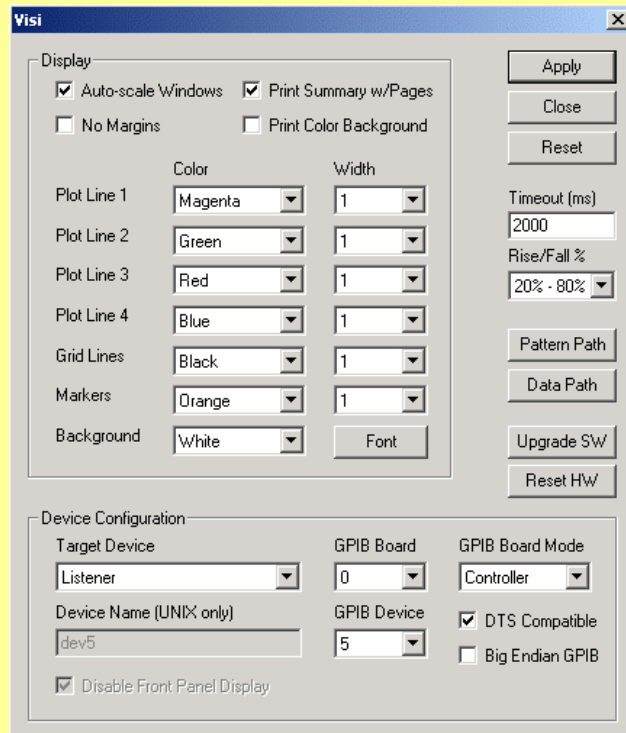 Visi
Display
Auto-scale Windows Print Summary w/Pages
No Margins Print Color Background
Color Width
Plot Line 1 Magenta 1
Plot Line 2 Green 1
Plot Line 3 Red 1
Plot Line 4 Blue 1
Grid Lines Black 1
Markers Orange 1
Background White Font
Apply
Close
Reset
Timeout (ms)
2000
Rise/Fall %
20% - 80%
Pattern Path
Data Path
Upgrade SW
Reset HW
Device Configuration
Target Device GPIB Board GPIB Board Mode
Listener 0 Controller
Device Name (UNIX only) GPIB Device DTS Compatible
dev5 5 Big Endian GPIB
Disable Front Panel Display